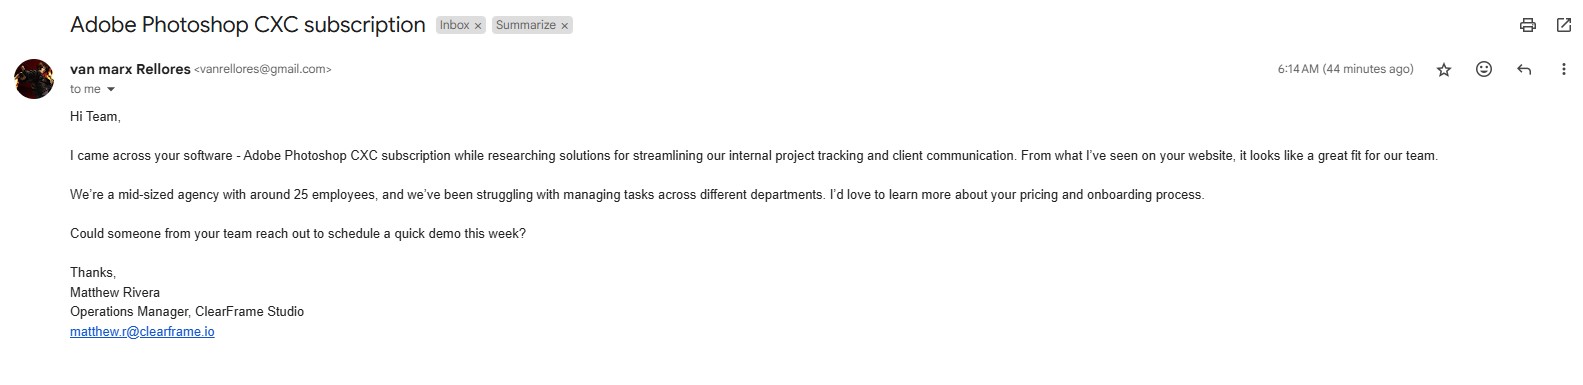 Adobe Photoshop CXC subscription Inbox × Summarize ×
van marx Rellores <vanrellores@gmail.com> 6:14 AM (44 minutes ago)
to me
Hi Team,
I came across your software - Adobe Photoshop CXC subscription while researching solutions for streamlining our internal project tracking and client communication. From what I've seen on your website, it looks like a great fit for our team.
We're a mid-sized agency with around 25 employees, and we've been struggling with managing tasks across different departments. I'd love to learn more about your pricing and onboarding process.
Could someone from your team reach out to schedule a quick demo this week?
Thanks,
Matthew Rivera
Operations Manager, ClearFrame Studio
matthew.r@clearframe.io